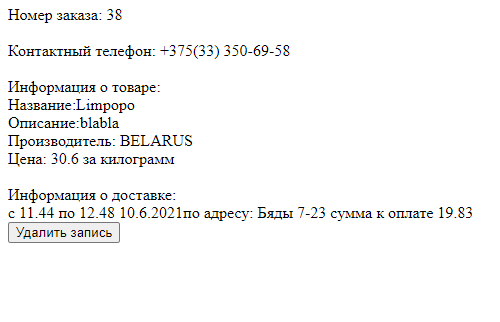 Номер заказа: 38
Контактный телефон: +375(33) 350-69-58
Информация о товаре:
Название:Limpopo
Описание:blabla
Производитель: BELARUS
Цена: 30.6 за килограмм
Информация о доставке:
с 11.44 по 12.48 10.6.2021по адресу: Бяды 7-23 сумма к оплате 19.83
Удалить запись